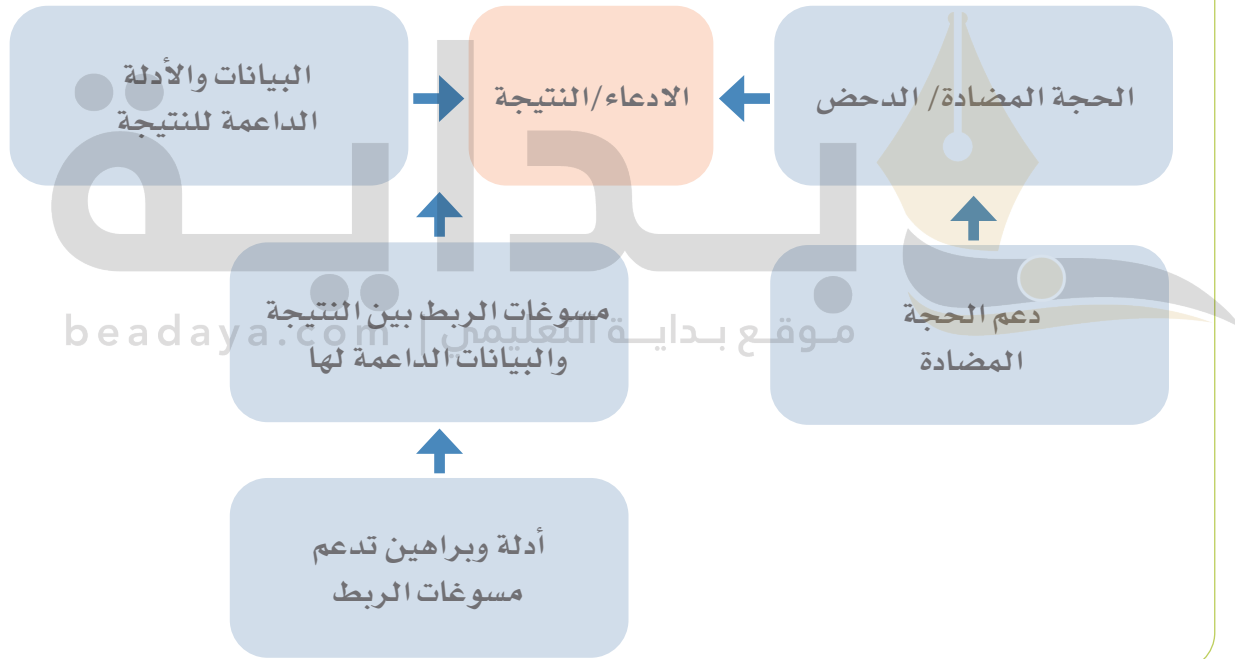 الحجة المضادة/ الدحض
الادعاء/النتيجة
البيانات والأدلة
الداعمة للنتيجة
دعم الحجة
المضادة
مسوغات الربط بين النتيجة
والبيانات الداعمة لها
أدلة وبراهين تدعم
مسوغات الربط
بداية
موقع بداية التعليمي | beadaya.com